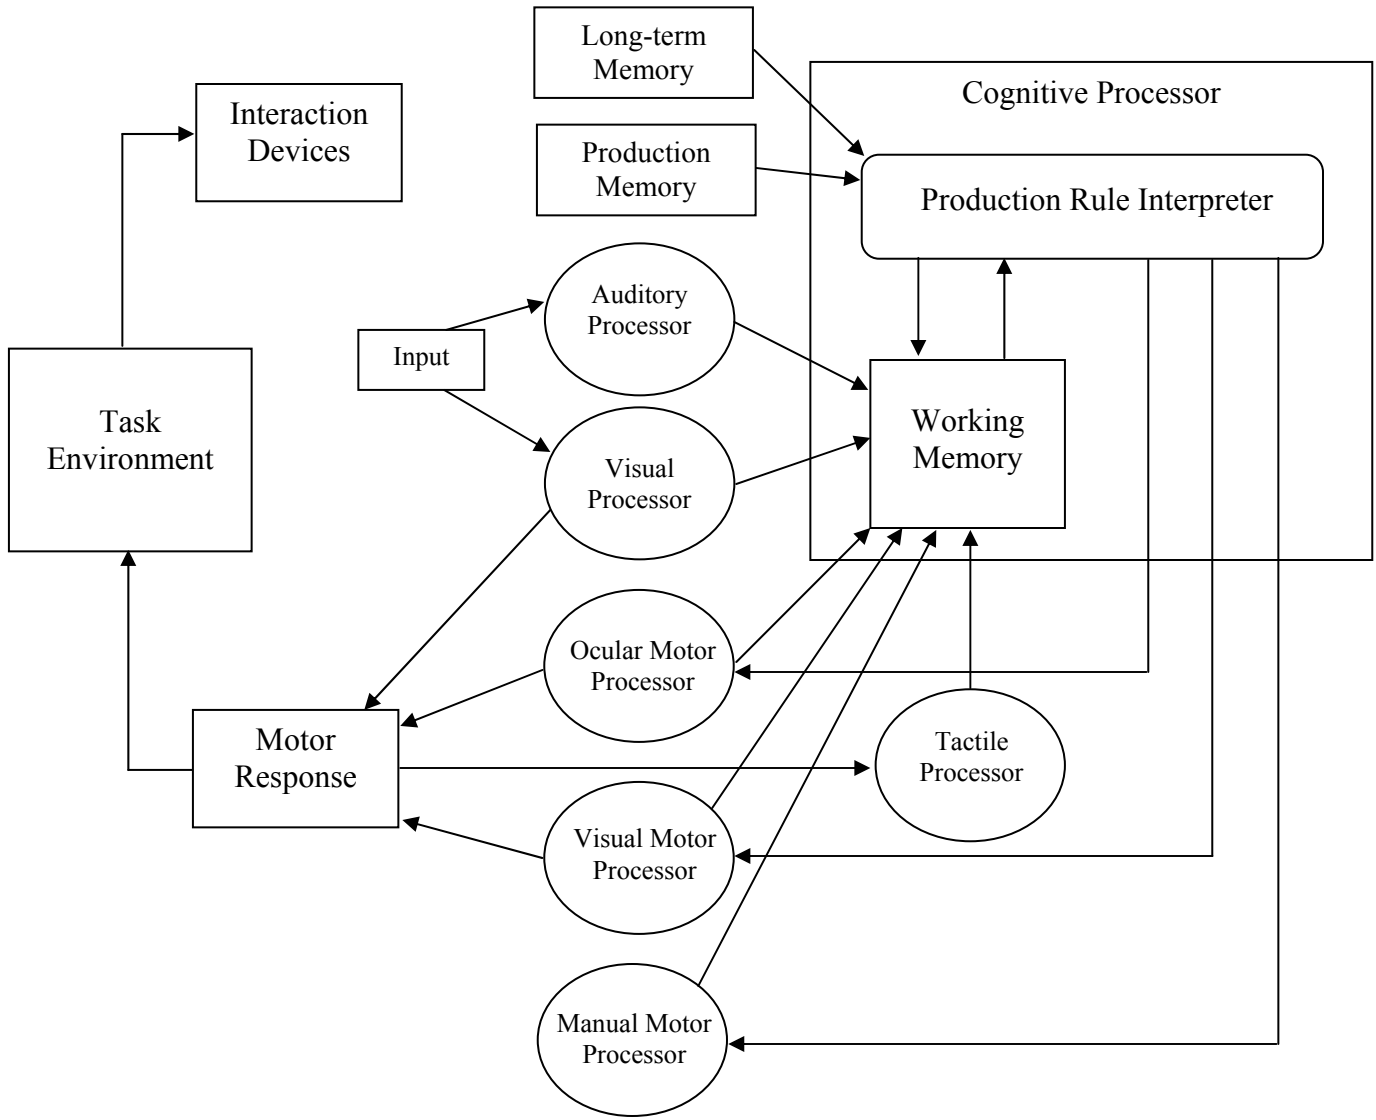 Long-term
Memory
Cognitive Processor
Interaction
Devices
Production
Memory
Production Rule Interpreter
Auditory
Processor
Input
Task
Environment
Working
Memory
Visual
Processor
Ocular Motor
Processor
Motor
Response
Tactile
Processor
Visual Motor
Processor
Manual Motor
Processor